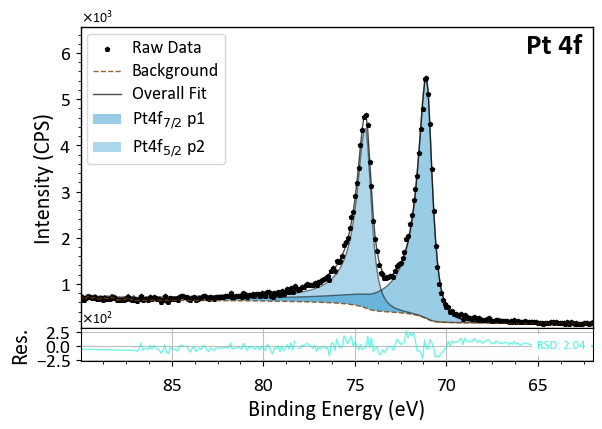 ×10³
Pt 4f
Raw Data
Background
Overall Fit
Pt4f₇/₂ p1
Pt4f₅/₂ p2
6
5
4
3
2
1
Intensity (CPS)
×10²
2.5
0.0
−2.5
Res.
RSD: 2.04
85 80 75 70 65
Binding Energy (eV)